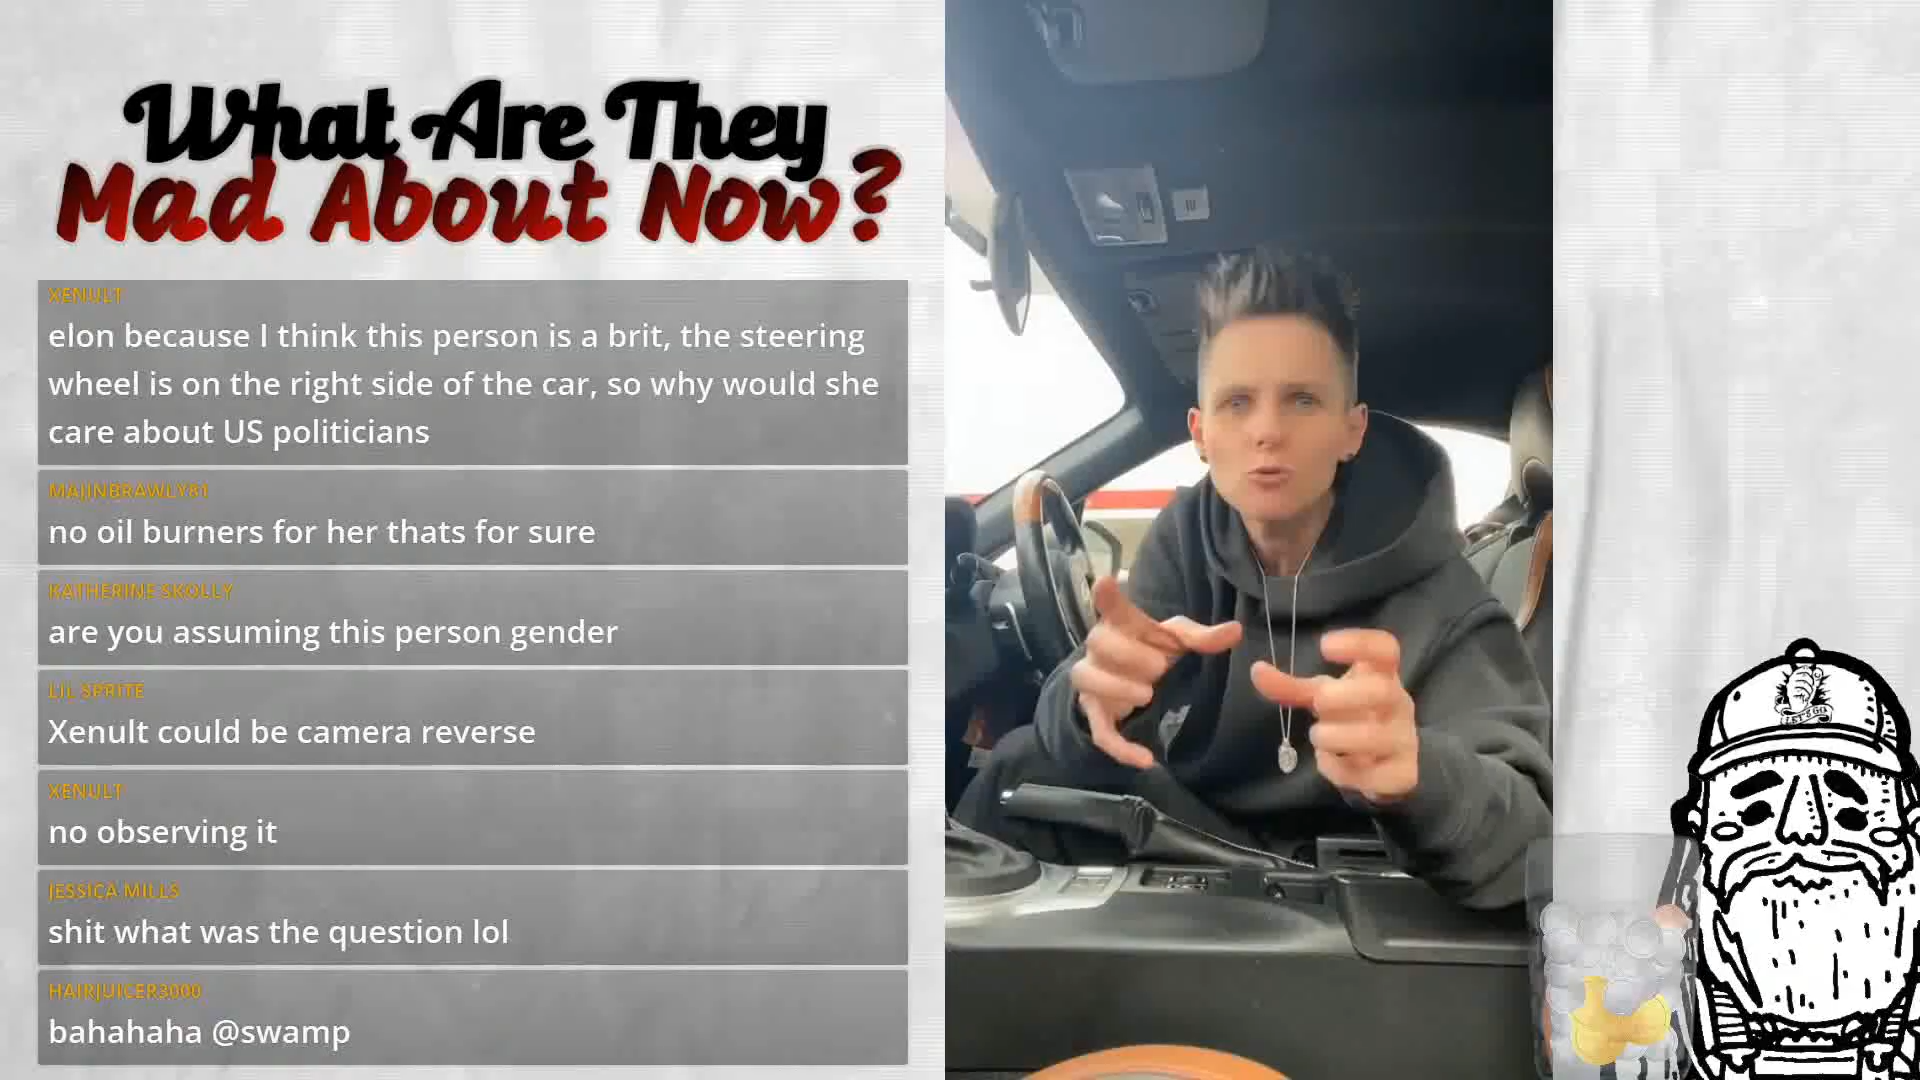 What Are They
Mad About Now?
XENULT
elon because I think this person is a brit, the steering
wheel is on the right side of the car, so why would she
care about US politicians
MAJINBRAWLY81
no oil burners for her thats for sure
KATHERINE SKOLLY
are you assuming this person gender
LIL SPRITE
Xenult could be camera reverse
XENULT
no observing it
JESSICA MILLS
shit what was the question lol
HAIRJUICER3000
bahahaha @swamp
LET'S GO